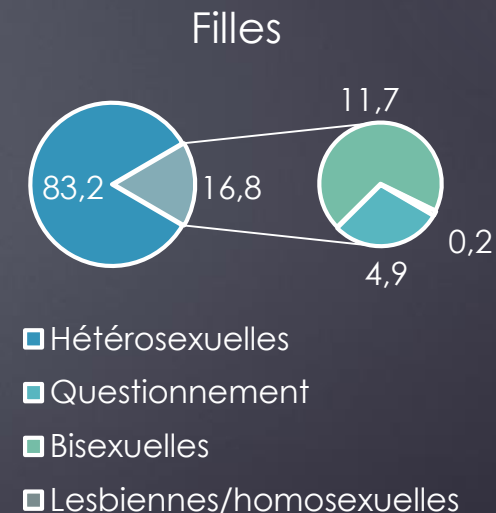 Filles
11,7
83,2
16,8
0,2
4,9
Hétérosexuelles
Questionnement
Bisexuelles
Lesbiennes/homosexuelles